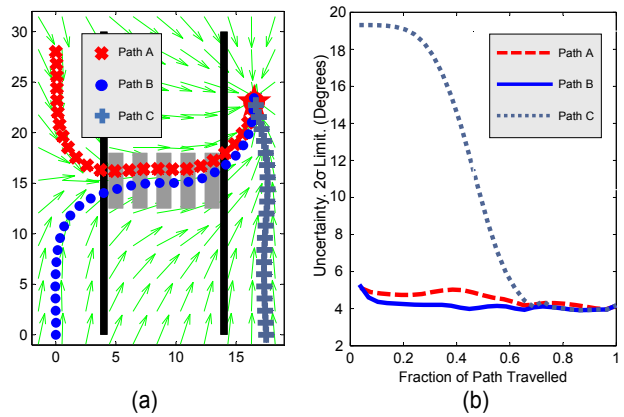 Path A
Path B
Path C
30
25
20
15
10
5
0
0
5
10
15
(a)
Uncertainty. 2σ Limit. (Degrees)
20
18
16
14
12
10
8
6
4
2
0
0.2
0.4
0.6
0.8
1
Fraction of Path Travelled
Path A
Path B
Path C
(b)